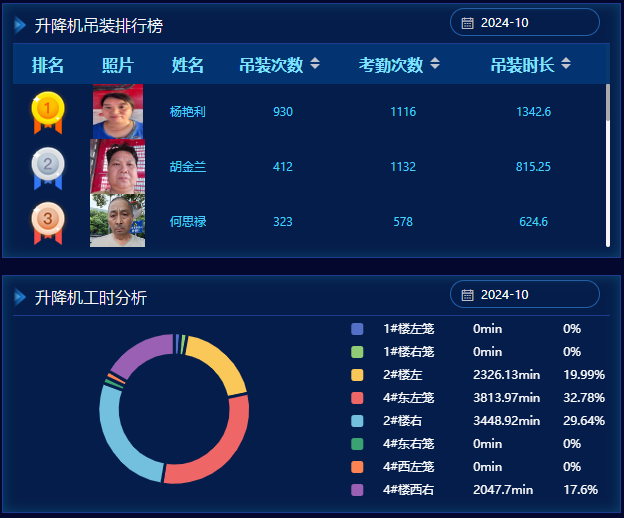 升降机吊装排行榜 2024-10
排名 照片 姓名 吊装次数 考勤次数 吊装时长
1 杨艳利 930 1116 1342.6
2 胡金兰 412 1132 815.25
3 何思禄 323 578 624.6
升降机工时分析 2024-10
1#楼左笼 0min 0%
1#楼右笼 0min 0%
2#楼左 2326.13min 19.99%
4#东左笼 3813.97min 32.78%
2#楼右 3448.92min 29.64%
4#东右笼 0min 0%
4#西左笼 0min 0%
4#楼西右 2047.7min 17.6%